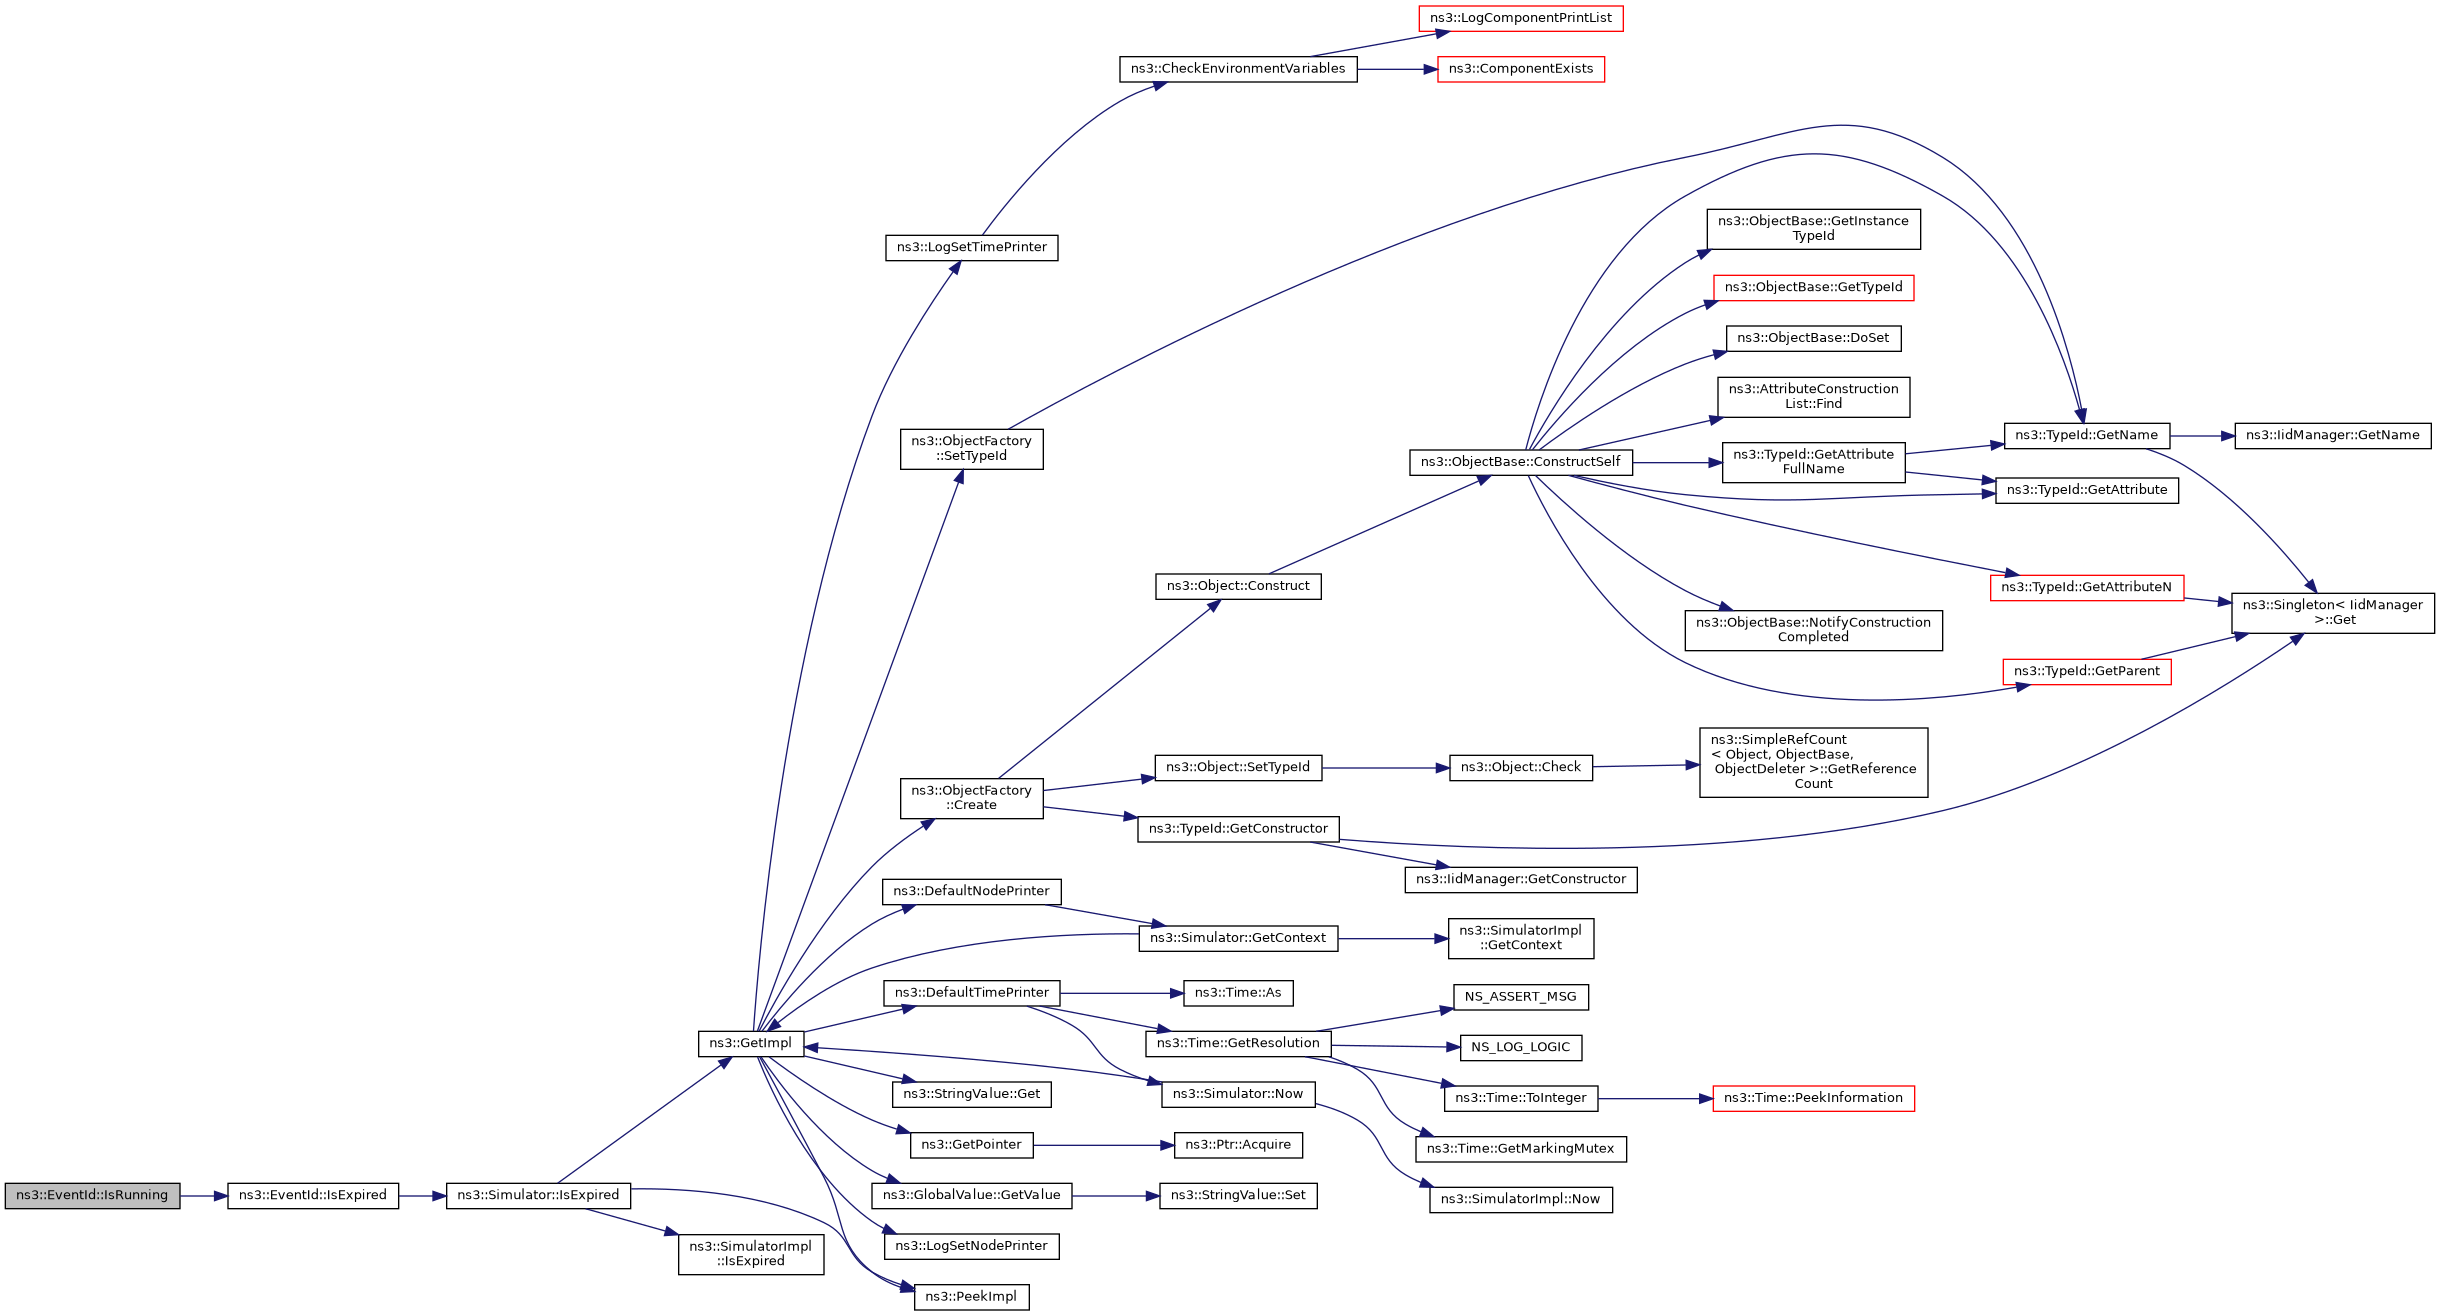 ns3::LogComponentPrintList
ns3::CheckEnvironmentVariables
ns3::ComponentExists
ns3::ObjectBase::GetInstance
TypeId
ns3::LogSetTimePrinter
ns3::ObjectBase::GetTypeId
ns3::ObjectBase::DoSet
ns3::AttributeConstruction
List::Find
ns3::ObjectFactory
::SetTypeId
ns3::TypeId::GetName
ns3::IidManager::GetName
ns3::ObjectBase::ConstructSelf
ns3::TypeId::GetAttribute
FullName
ns3::TypeId::GetAttribute
ns3::Object::Construct
ns3::TypeId::GetAttributeN
ns3::Singleton< IidManager
>::Get
ns3::ObjectBase::NotifyConstruction
Completed
ns3::TypeId::GetParent
ns3::SimpleRefCount
< Object, ObjectBase,
ObjectDeleter >::GetReference
Count
ns3::Object::SetTypeId
ns3::Object::Check
ns3::ObjectFactory
::Create
ns3::TypeId::GetConstructor
ns3::IidManager::GetConstructor
ns3::DefaultNodePrinter
ns3::Simulator::GetContext
ns3::SimulatorImpl
::GetContext
ns3::DefaultTimePrinter
ns3::Time::As
NS_ASSERT_MSG
ns3::GetImpl
ns3::Time::GetResolution
NS_LOG_LOGIC
ns3::StringValue::Get
ns3::Simulator::Now
ns3::Time::ToInteger
ns3::Time::PeekInformation
ns3::GetPointer
ns3::Ptr::Acquire
ns3::Time::GetMarkingMutex
ns3::EventId::IsRunning
ns3::EventId::IsExpired
ns3::Simulator::IsExpired
ns3::GlobalValue::GetValue
ns3::StringValue::Set
ns3::SimulatorImpl::Now
ns3::SimulatorImpl
::IsExpired
ns3::LogSetNodePrinter
ns3::PeekImpl